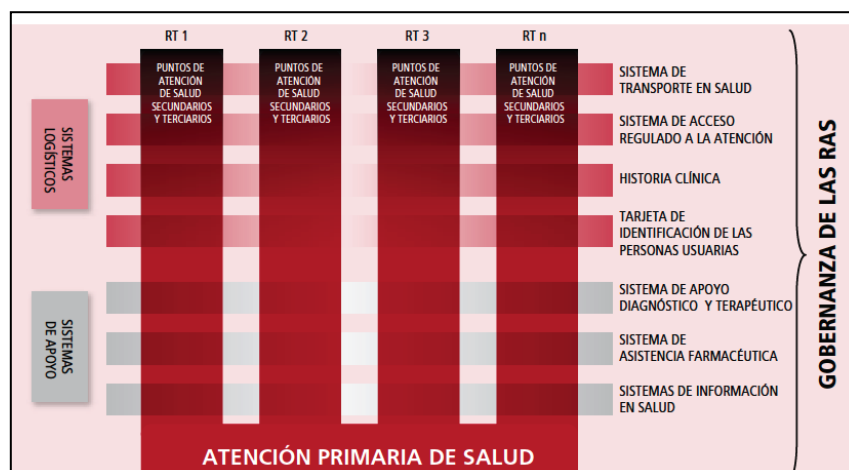 RT 1
RT 2
RT 3
RT n
PUNTOS DE
ATENCIÓN
DE SALUD
SECUNDARIOS
Y TERCIARIOS
PUNTOS DE
ATENCIÓN
DE SALUD
SECUNDARIOS
Y TERCIARIOS
PUNTOS DE
ATENCIÓN
DE SALUD
SECUNDARIOS
Y TERCIARIOS
PUNTOS DE
ATENCIÓN
DE SALUD
SECUNDARIOS
Y TERCIARIOS
SISTEMAS
LOGÍSTICOS
SISTEMA DE
TRANSPORTE EN SALUD
SISTEMA DE ACCESO
REGULADO A LA ATENCIÓN
HISTORIA CLÍNICA
TARJETA DE
IDENTIFICACIÓN DE LAS
PERSONAS USUARIAS
SISTEMAS
DE APOYO
SISTEMA DE APOYO
DIAGNÓSTICO Y TERAPÉUTICO
SISTEMA DE
ASISTENCIA FARMACÉUTICA
SISTEMAS DE INFORMACIÓN
EN SALUD
GOBERNANZA DE LAS RAS
ATENCIÓN PRIMARIA DE SALUD